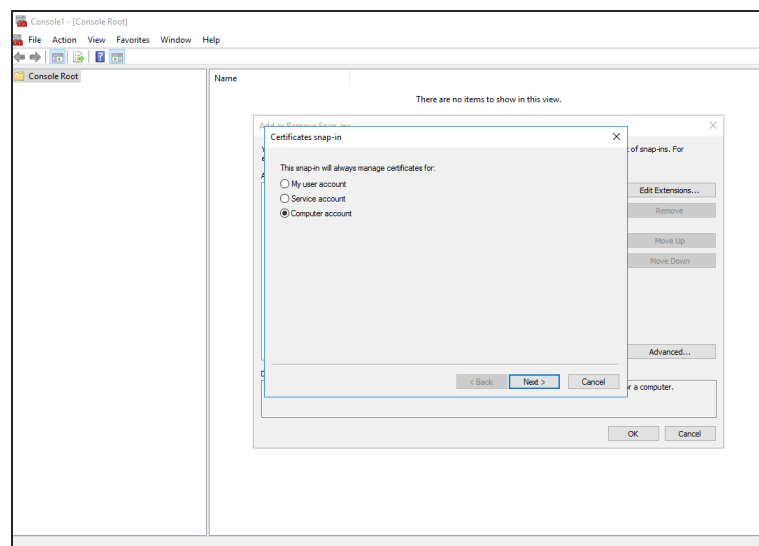 Console1 - [Console Root]
File Action View Favorites Window Help
Console Root
Name
There are no items to show in this view.
Certificates snap-in
of snap-ins. For
This snap-in will always manage certificates for:
My user account
Service account
Computer account
Edit Extensions...
Remove
Move Up
Move Down
Advanced...
< Back Next > Cancel
or a computer.
OK Cancel